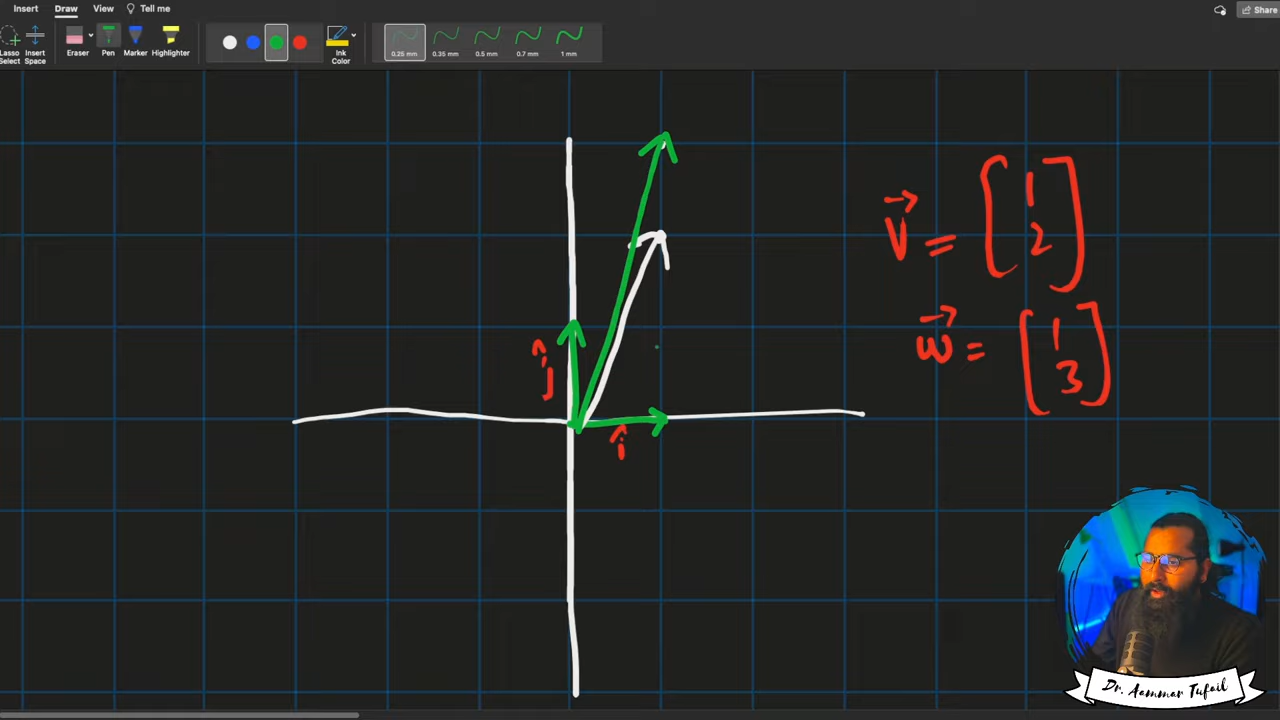 Insert Draw View Tell me Share
Lasso Select
Insert Space
Eraser
Pen
Marker
Highlighter
Ink Color
0.25 mm 0.35 mm 0.5 mm 0.7 mm 1 mm
V⃗ = [1
2]
w⃗ = [1
3]
ĵ
î
Dr. Aammar Tufail